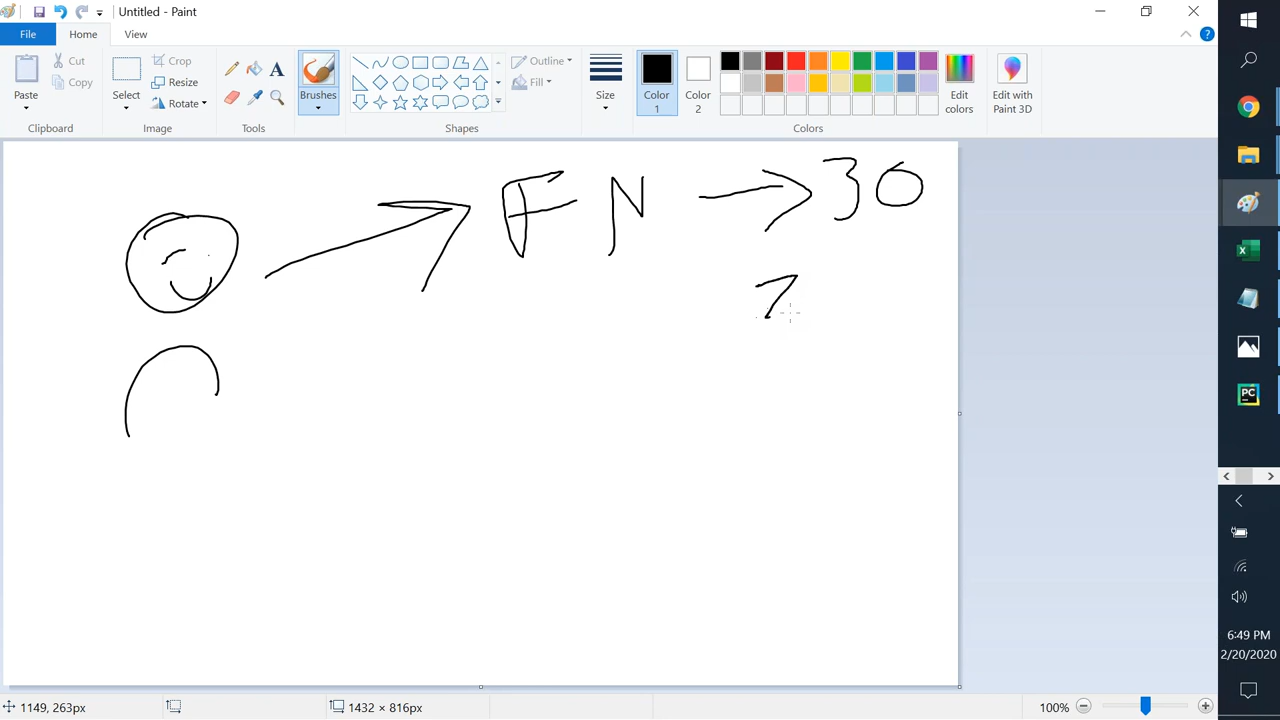 Untitled - Paint
File Home View
Paste
Cut
Copy
Clipboard
Select
Crop
Resize
Rotate
Image
Tools
Brushes
Outline
Fill
Shapes
Size
Color 1
Color 2
Colors
Edit colors
Edit with Paint 3D
FN 30
1149, 263px
1432 × 816px
100%
PC
6:49 PM
2/20/2020